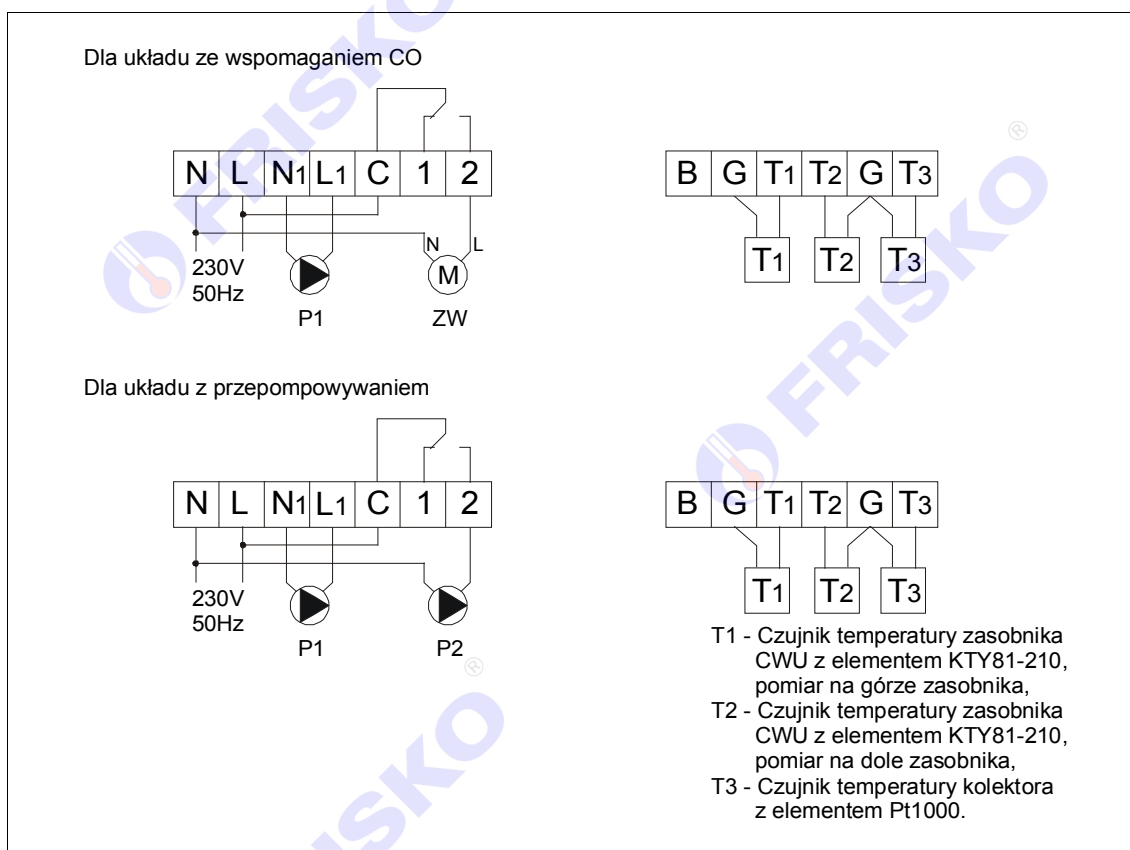 Dla układu ze wspomaganiem CO
N L N1 L1 C 1 2
B G T1 T2 G T3
N L
230V
50Hz
M
P1
ZW
T1 T2 T3
FRISKO
®
FRISKO
Dla układu z przepompowywaniem
N L N1 L1 C 1 2
B G T1 T2 G T3
230V
50Hz
P1
P2
T1 T2 T3
T1 - Czujnik temperatury zasobnika
CWU z elementem KTY81-210,
pomiar na górze zasobnika,
T2 - Czujnik temperatury zasobnika
CWU z elementem KTY81-210,
pomiar na dole zasobnika,
T3 - Czujnik temperatury kolektora
z elementem Pt1000.
®
FRISKO